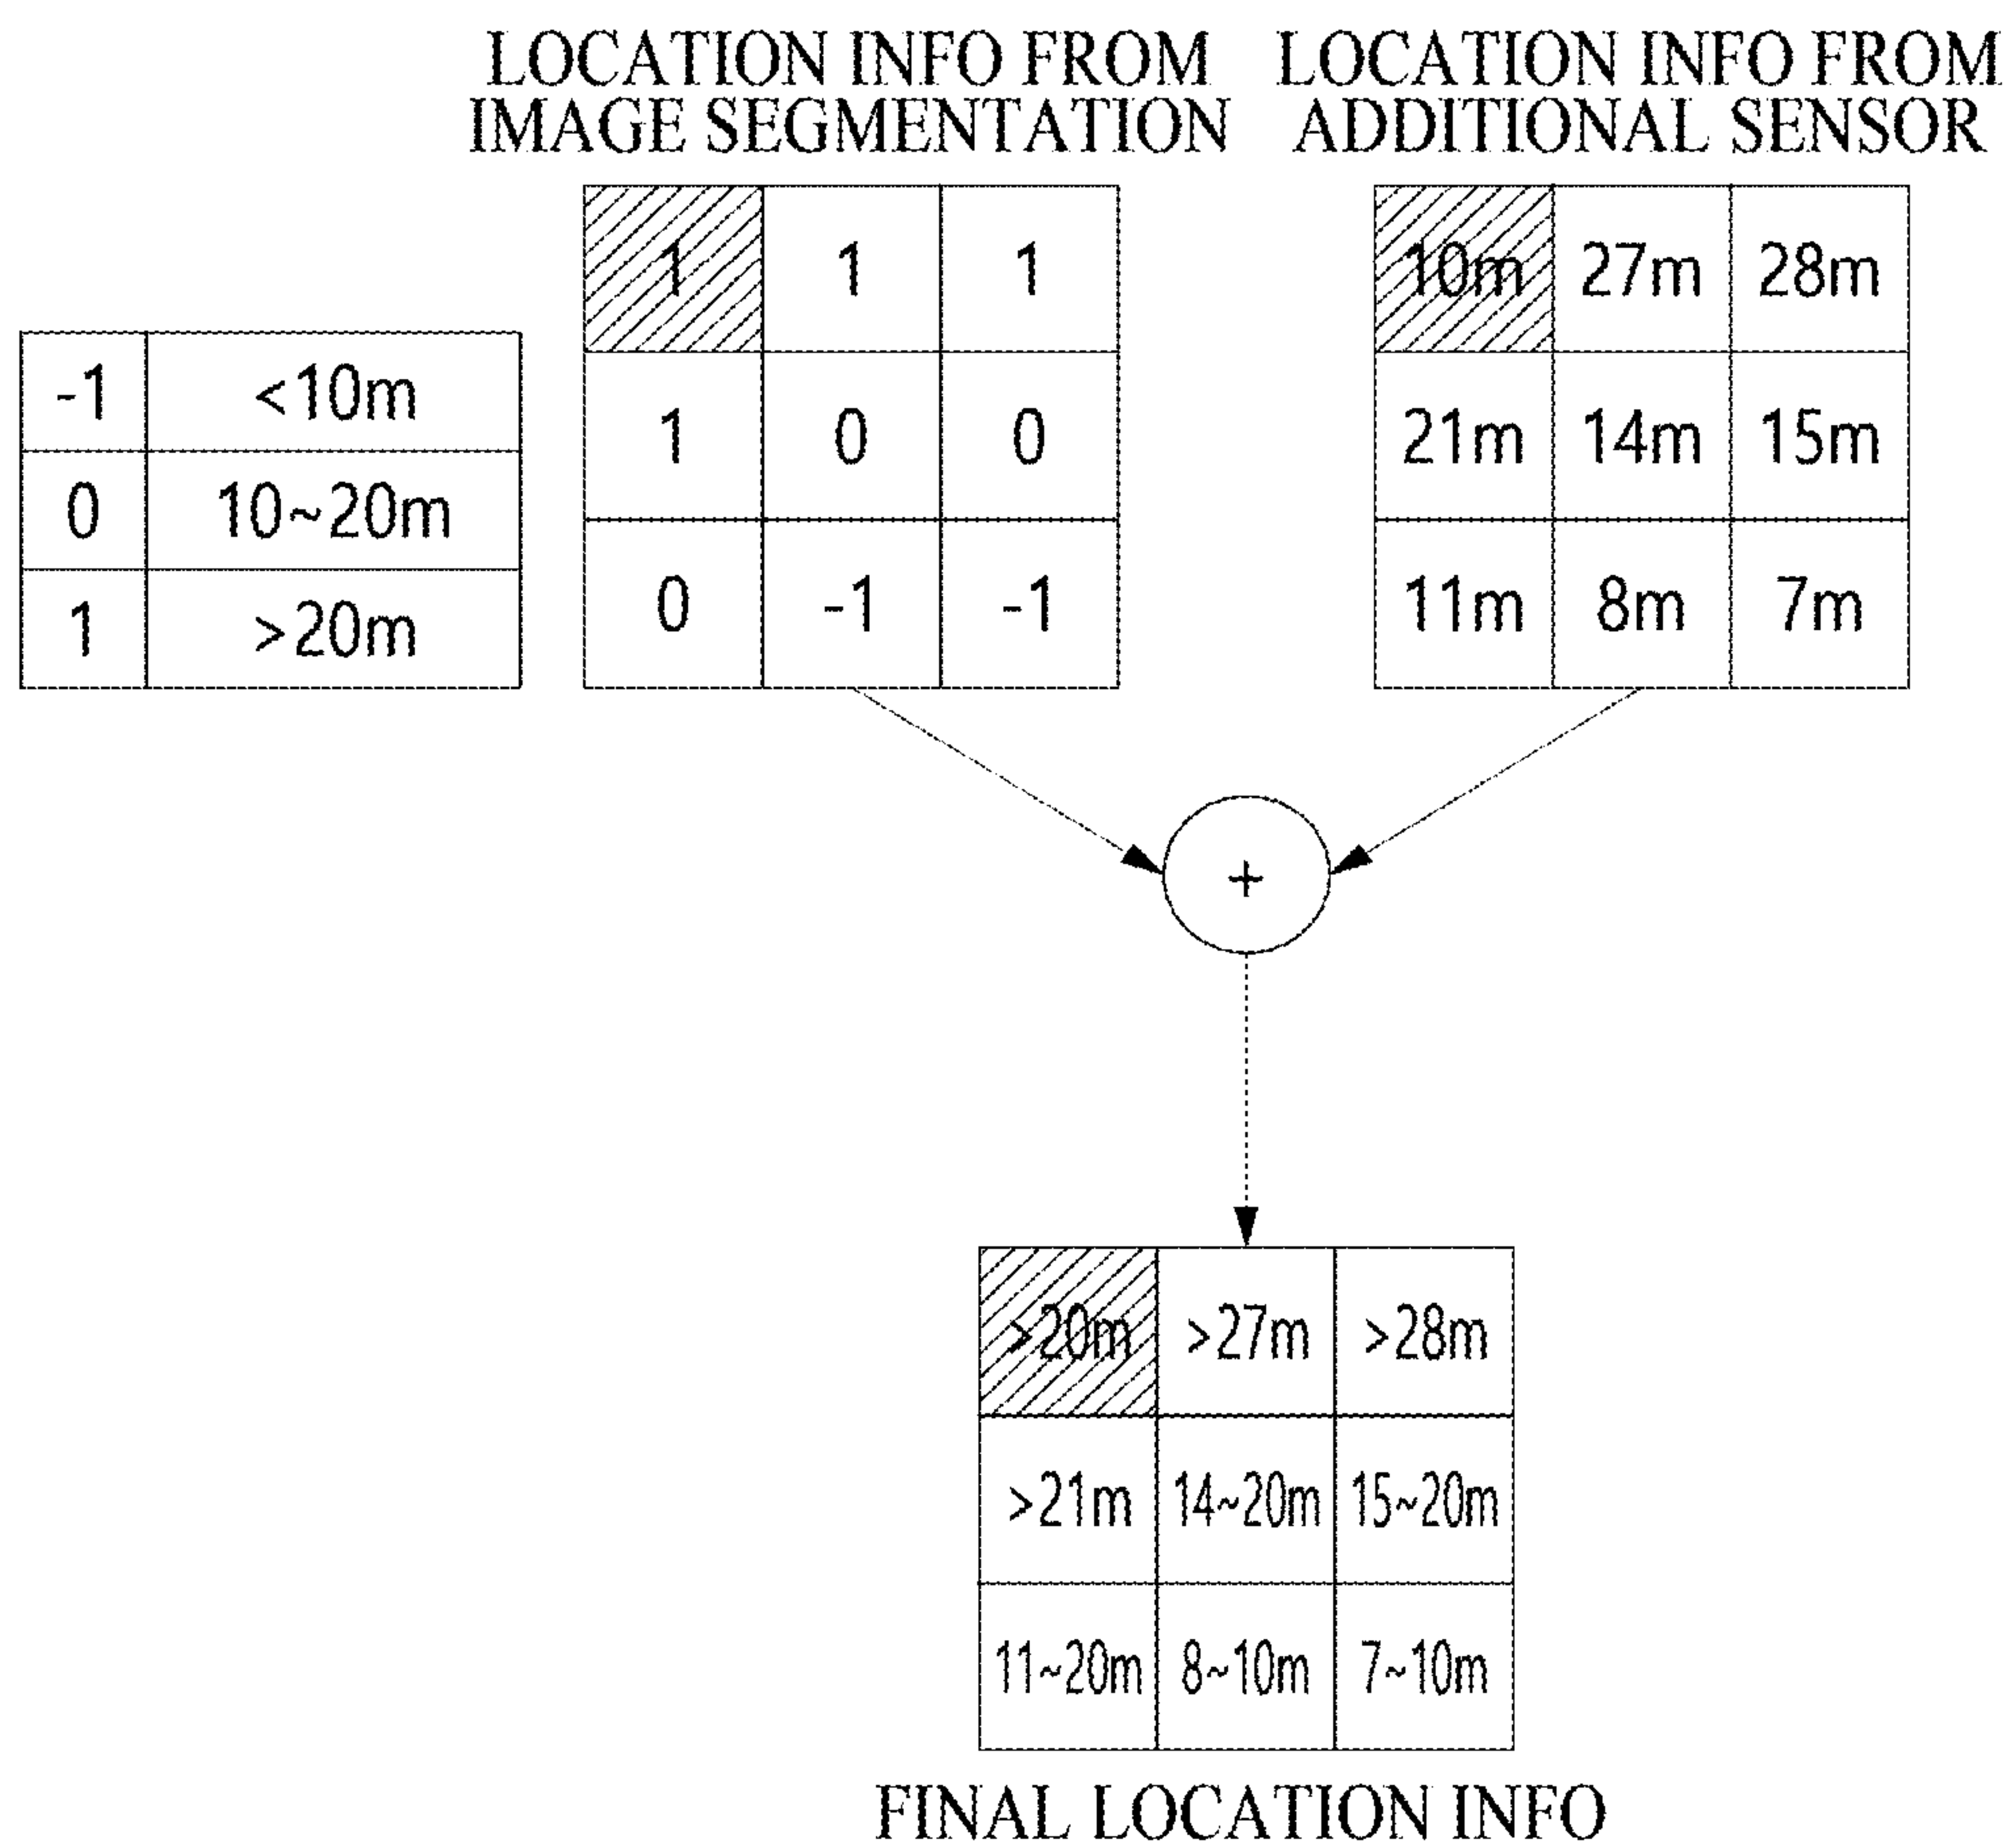 LOCATION INFO FROM
IMAGE SEGMENTATION
LOCATION INFO FROM
ADDITIONAL SENSOR
-1 <10m
0 10~20m
1 >20m
1 1 1
1 0 0
0 -1 -1
10m 27m 28m
21m 14m 15m
11m 8m 7m
+
>20m >27m >28m
>21m 14~20m 15~20m
11~20m 8~10m 7~10m
FINAL LOCATION INFO